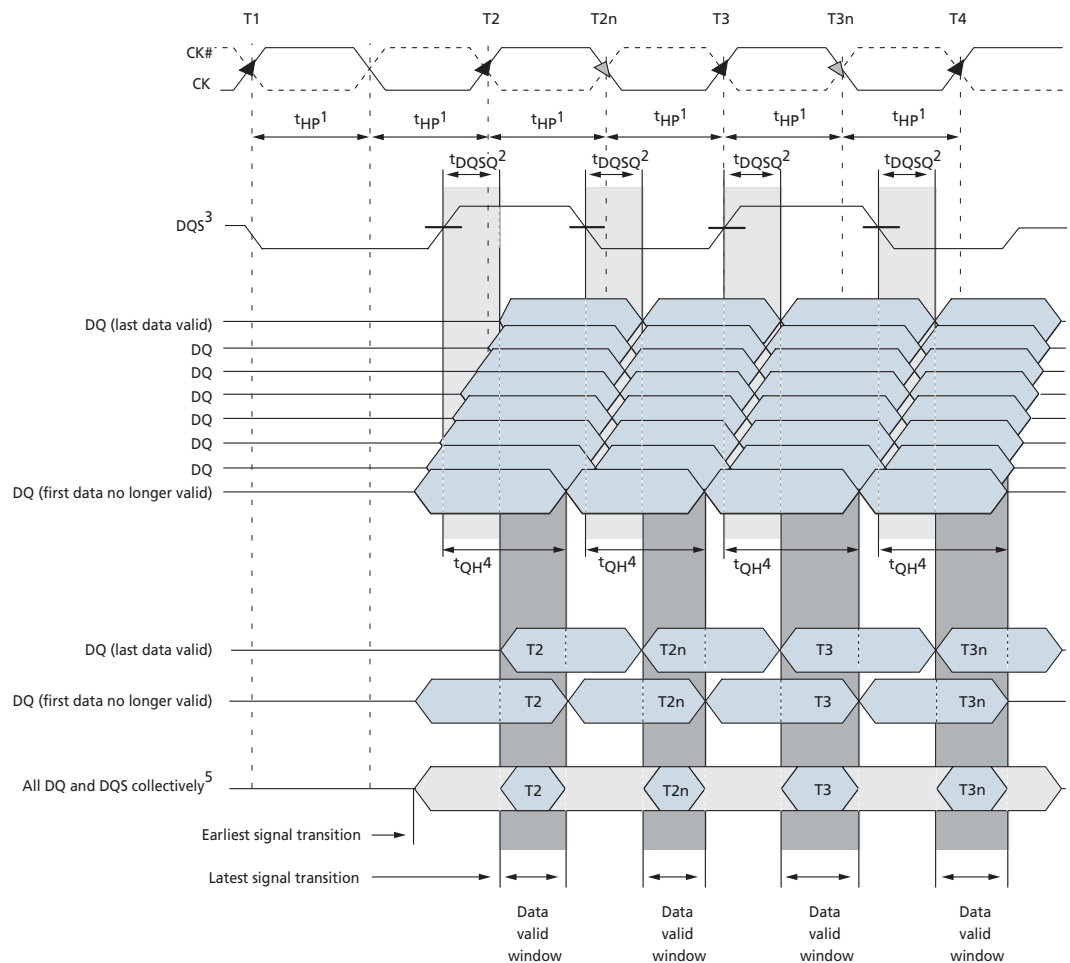 T1 T2 T2n T3 T3n T4
CK#
CK
tHP1 tHP1 tHP1 tHP1 tHP1 tHP1
tDQSQ2 tDQSQ2 tDQSQ2 tDQSQ2
DQS3
DQ (last data valid)
DQ
DQ
DQ
DQ
DQ
DQ
DQ (first data no longer valid)
tQH4 tQH4 tQH4 tQH4
DQ (last data valid) T2 T2n T3 T3n
DQ (first data no longer valid) T2 T2n T3 T3n
All DQ and DQS collectively5 T2 T2n T3 T3n
Earliest signal transition
Latest signal transition
Data Data Data Data
valid valid valid valid
window window window window